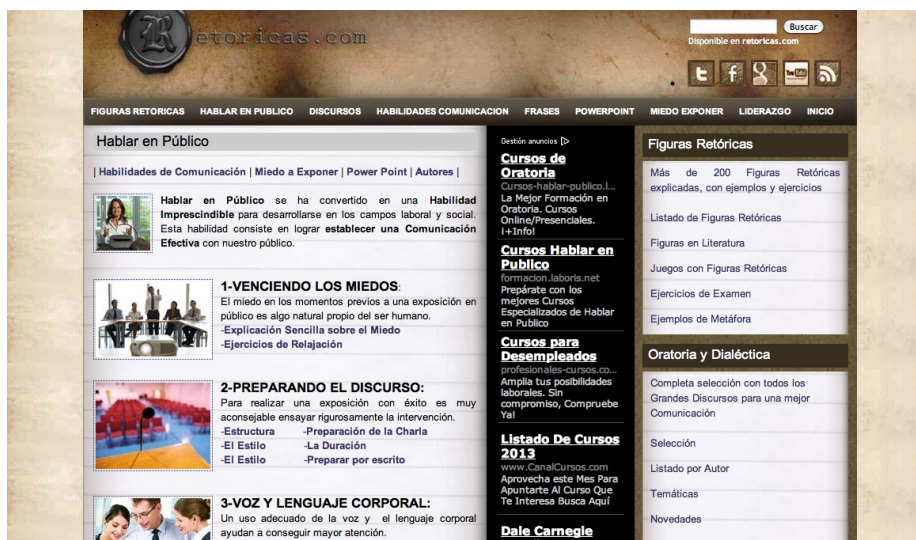 Retoricas.com
Buscar
Disponible en retoricas.com
FIGURAS RETORICAS HABLAR EN PUBLICO DISCURSOS HABILIDADES COMUNICACION FRASES POWERPOINT MIEDO EXPONER LIDERAZGO INICIO
Hablar en Público
| Habilidades de Comunicación | Miedo a Exponer | Power Point | Autores |
Hablar en Público se ha convertido en una Habilidad
Imprescindible para desarrollarse en los campos laboral y social.
Esta habilidad consiste en lograr establecer una Comunicación
Efectiva con nuestro público.
1-VENCIENDO LOS MIEDOS:
El miedo en los momentos previos a una exposición en
público es algo natural propio del ser humano.
-Explicación Sencilla sobre el Miedo
-Ejercicios de Relajación
2-PREPARANDO EL DISCURSO:
Para realizar una exposición con éxito es muy
aconsejable ensayar rigurosamente la intervención.
-Estructura -Preparación de la Charla
-El Estilo -La Duración
-El Estilo -Preparar por escrito
3-VOZ Y LENGUAJE CORPORAL:
Un uso adecuado de la voz y el lenguaje corporal
ayudan a conseguir mayor atención.
Gestión anuncios
Cursos de
Oratoria
Cursos-hablar-publico.l...
La Mejor Formación en
Oratoria. Cursos
Online/Presenciales.
i+Info!
Cursos Hablar en
Publico
formacion.laboris.net
Prepárate con los
mejores Cursos
Especializados de Hablar
en Publico
Cursos para
Desempleados
profesionales-cursos.co...
Amplia tus posibilidades
laborales. Sin
compromiso, Compruebe
Ya!
Listado De Cursos
2013
www.CanalCursos.com
Aprovecha este Mes Para
Apuntarte Al Curso Que
Te Interesa Busca Aquí
Dale Carnegie
Figuras Retóricas
Más de 200 Figuras Retóricas
explicadas, con ejemplos y ejercicios
Listado de Figuras Retóricas
Figuras en Literatura
Juegos con Figuras Retóricas
Ejercicios de Examen
Ejemplos de Metáfora
Oratoria y Dialéctica
Completa selección con todos los
Grandes Discursos para una mejor
Comunicación
Selección
Listado por Autor
Temáticas
Novedades